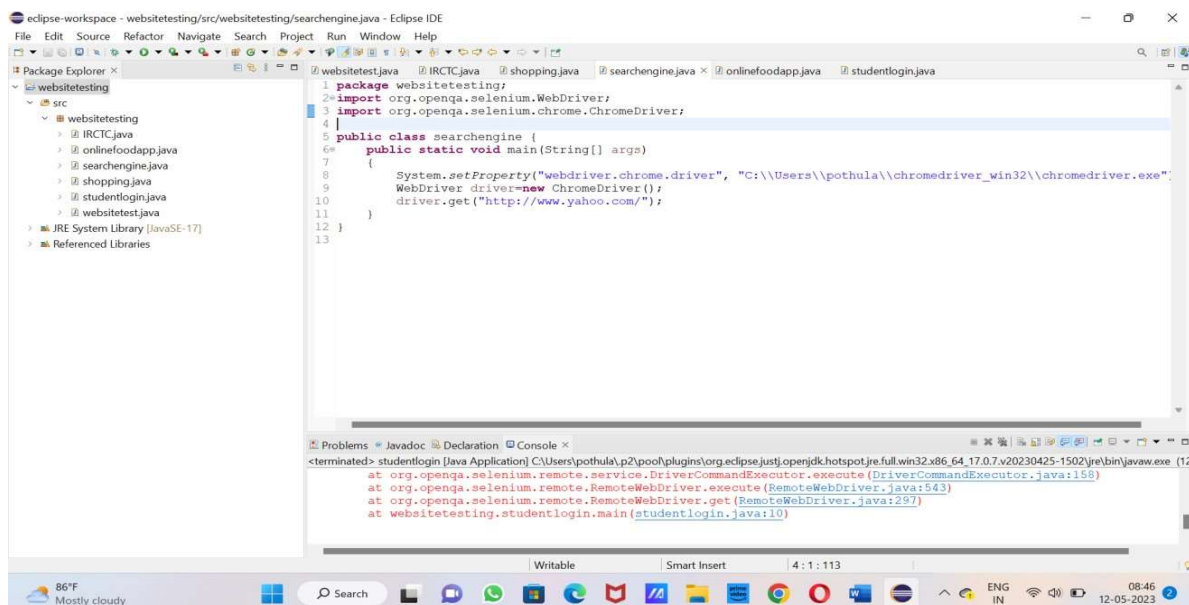 eclipse-workspace - websitetesting/src/websitetesting/searchengine.java - Eclipse IDE
File Edit Source Refactor Navigate Search Project Run Window Help
Package Explorer ×
websitetesting
src
websitetesting
IRCTC.java
onlinefoodapp.java
searchengine.java
shopping.java
studentlogin.java
websitetest.java
JRE System Library [JavaSE-17]
Referenced Libraries
websitetest.java IRCTC.java shopping.java searchengine.java × onlinefoodapp.java studentlogin.java
1 package websitetesting;
2 import org.openqa.selenium.WebDriver;
3 import org.openqa.selenium.chrome.ChromeDriver;
4
5 public class searchengine {
6 public static void main(String[] args)
7 {
8 System.setProperty("webdriver.chrome.driver", "C:\\Users\\pothula\\chromedriver_win32\\chromedriver.exe")
9 WebDriver driver=new ChromeDriver();
10 driver.get("http://www.yahoo.com/");
11 }
12 }
13
Problems Javadoc Declaration Console ×
<terminated> studentlogin [Java Application] C:\Users\pothula\.p2\pool\plugins\org.eclipse.justj.openjdk.hotspot.jre.full.win32.x86_64_17.0.7.v20230425-1502\jre\bin\javaw.exe (12
at org.openqa.selenium.remote.service.DriverCommandExecutor.execute(DriverCommandExecutor.java:158)
at org.openqa.selenium.remote.RemoteWebDriver.execute(RemoteWebDriver.java:543)
at org.openqa.selenium.remote.RemoteWebDriver.get(RemoteWebDriver.java:297)
at websitetesting.studentlogin.main(studentlogin.java:10)
Writable Smart Insert 4 : 1 : 113
86°F
Mostly cloudy
Search
ENG
IN
08:46
12-05-2023
2